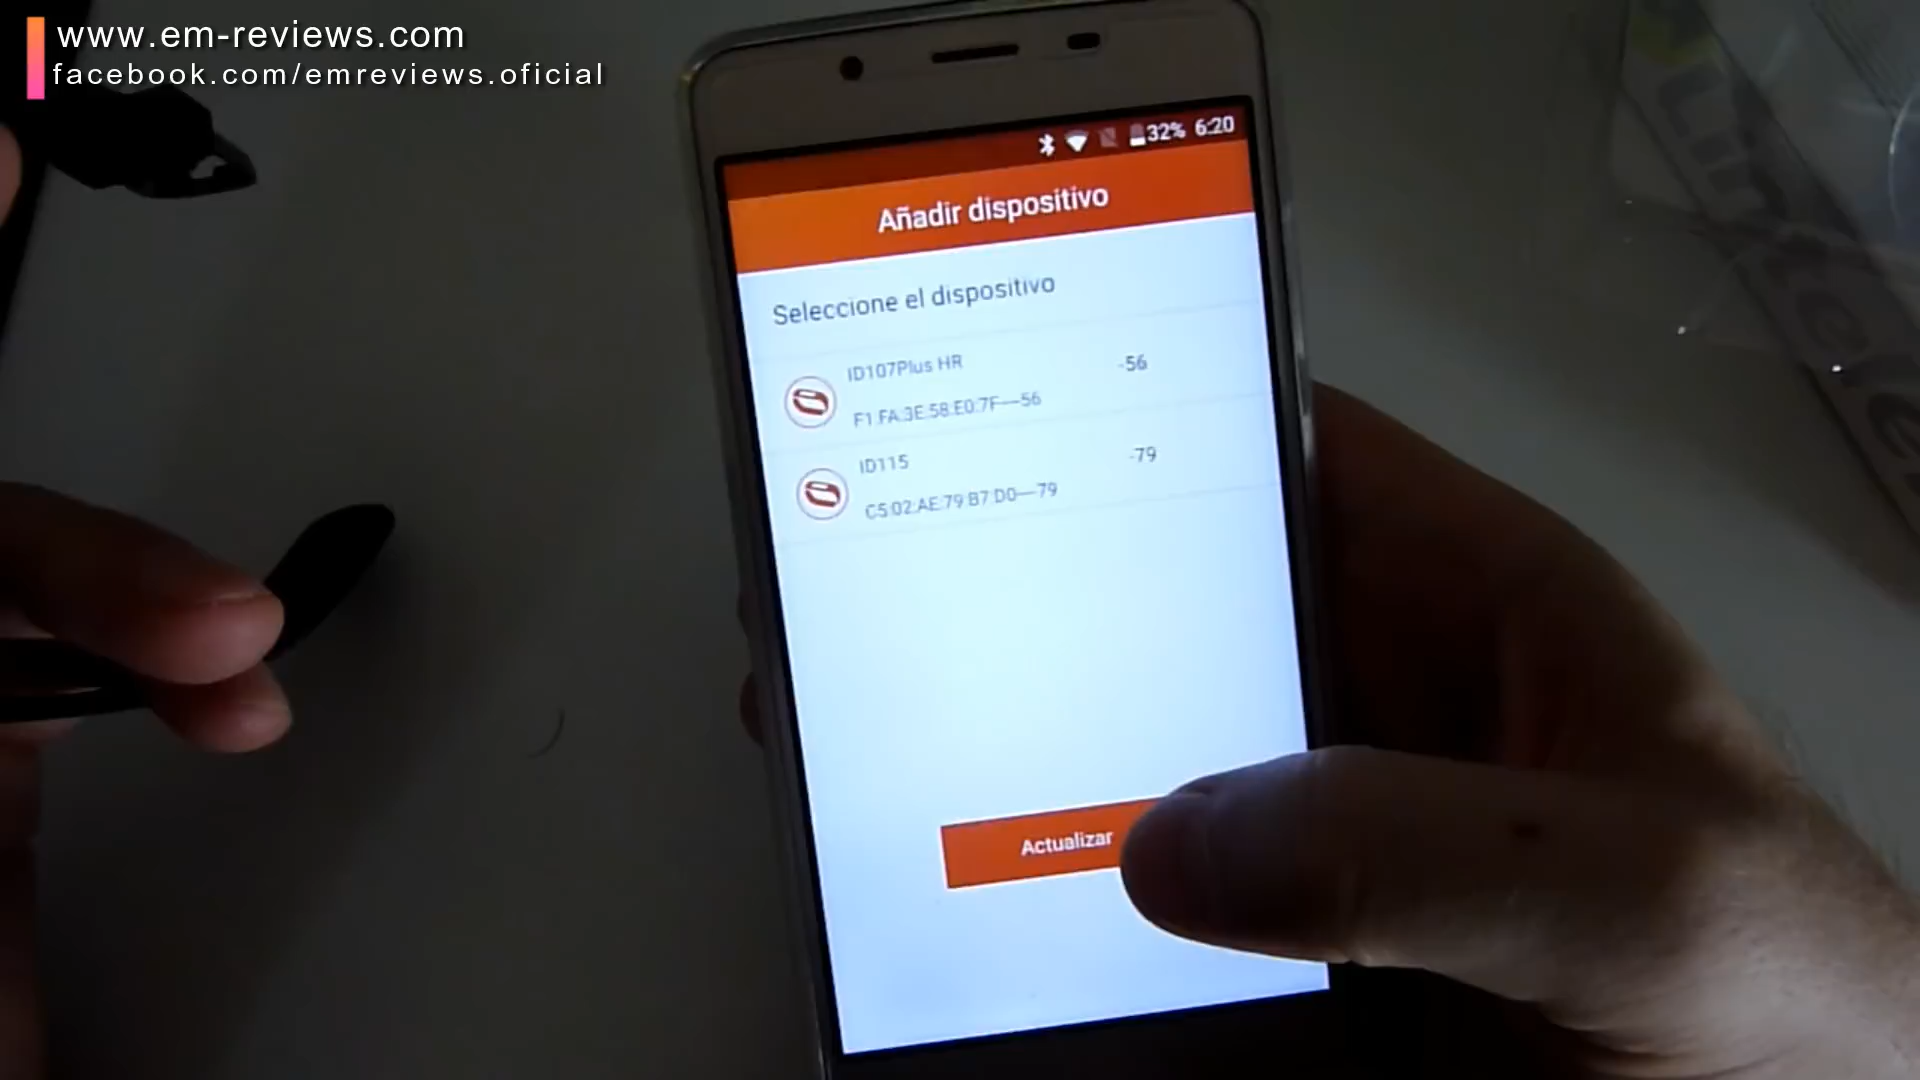 www.em-reviews.com
facebook.com/emreviews.oficial
32% 6:20
Añadir dispositivo
Seleccione el dispositivo
ID107Plus HR
-56
F1:FA:3E:58:E0:7F---56
ID115
-79
C5:02:AE:79:B7:D0---79
Actualizar